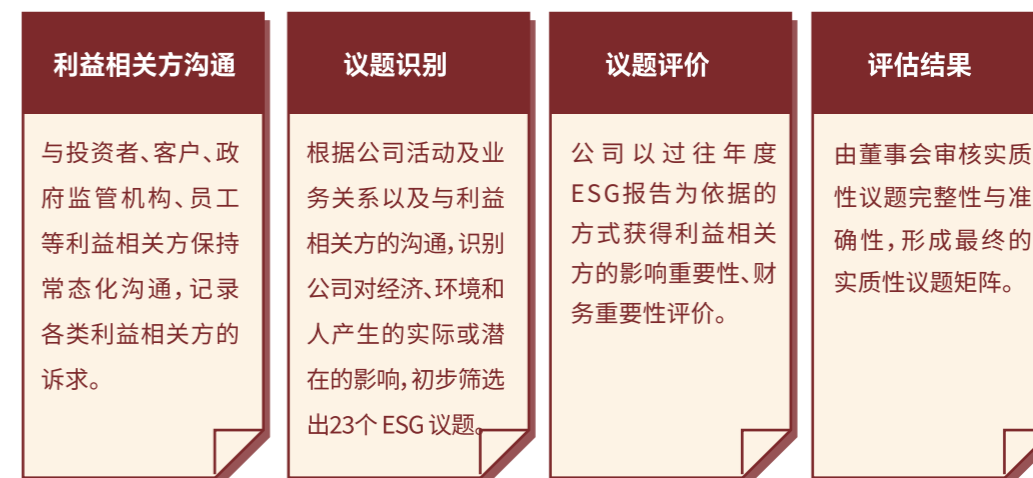 利益相关方沟通
与投资者、客户、政
府监管机构、员工
等利益相关方保持
常态化沟通，记录
各类利益相关方的
诉求。
议题识别
根据公司活动及业
务关系以及与利益
相关方的沟通，识别
公司对经济、环境和
人产生的实际或潜
在的影响，初步筛选
出23个 ESG 议题。
议题评价
公司以过往年度
ESG报告为依据的
方式获得利益相关
方的影响重要性、财
务重要性评价。
评估结果
由董事会审核实质
性议题完整性与准
确性，形成最终的
实质性议题矩阵。